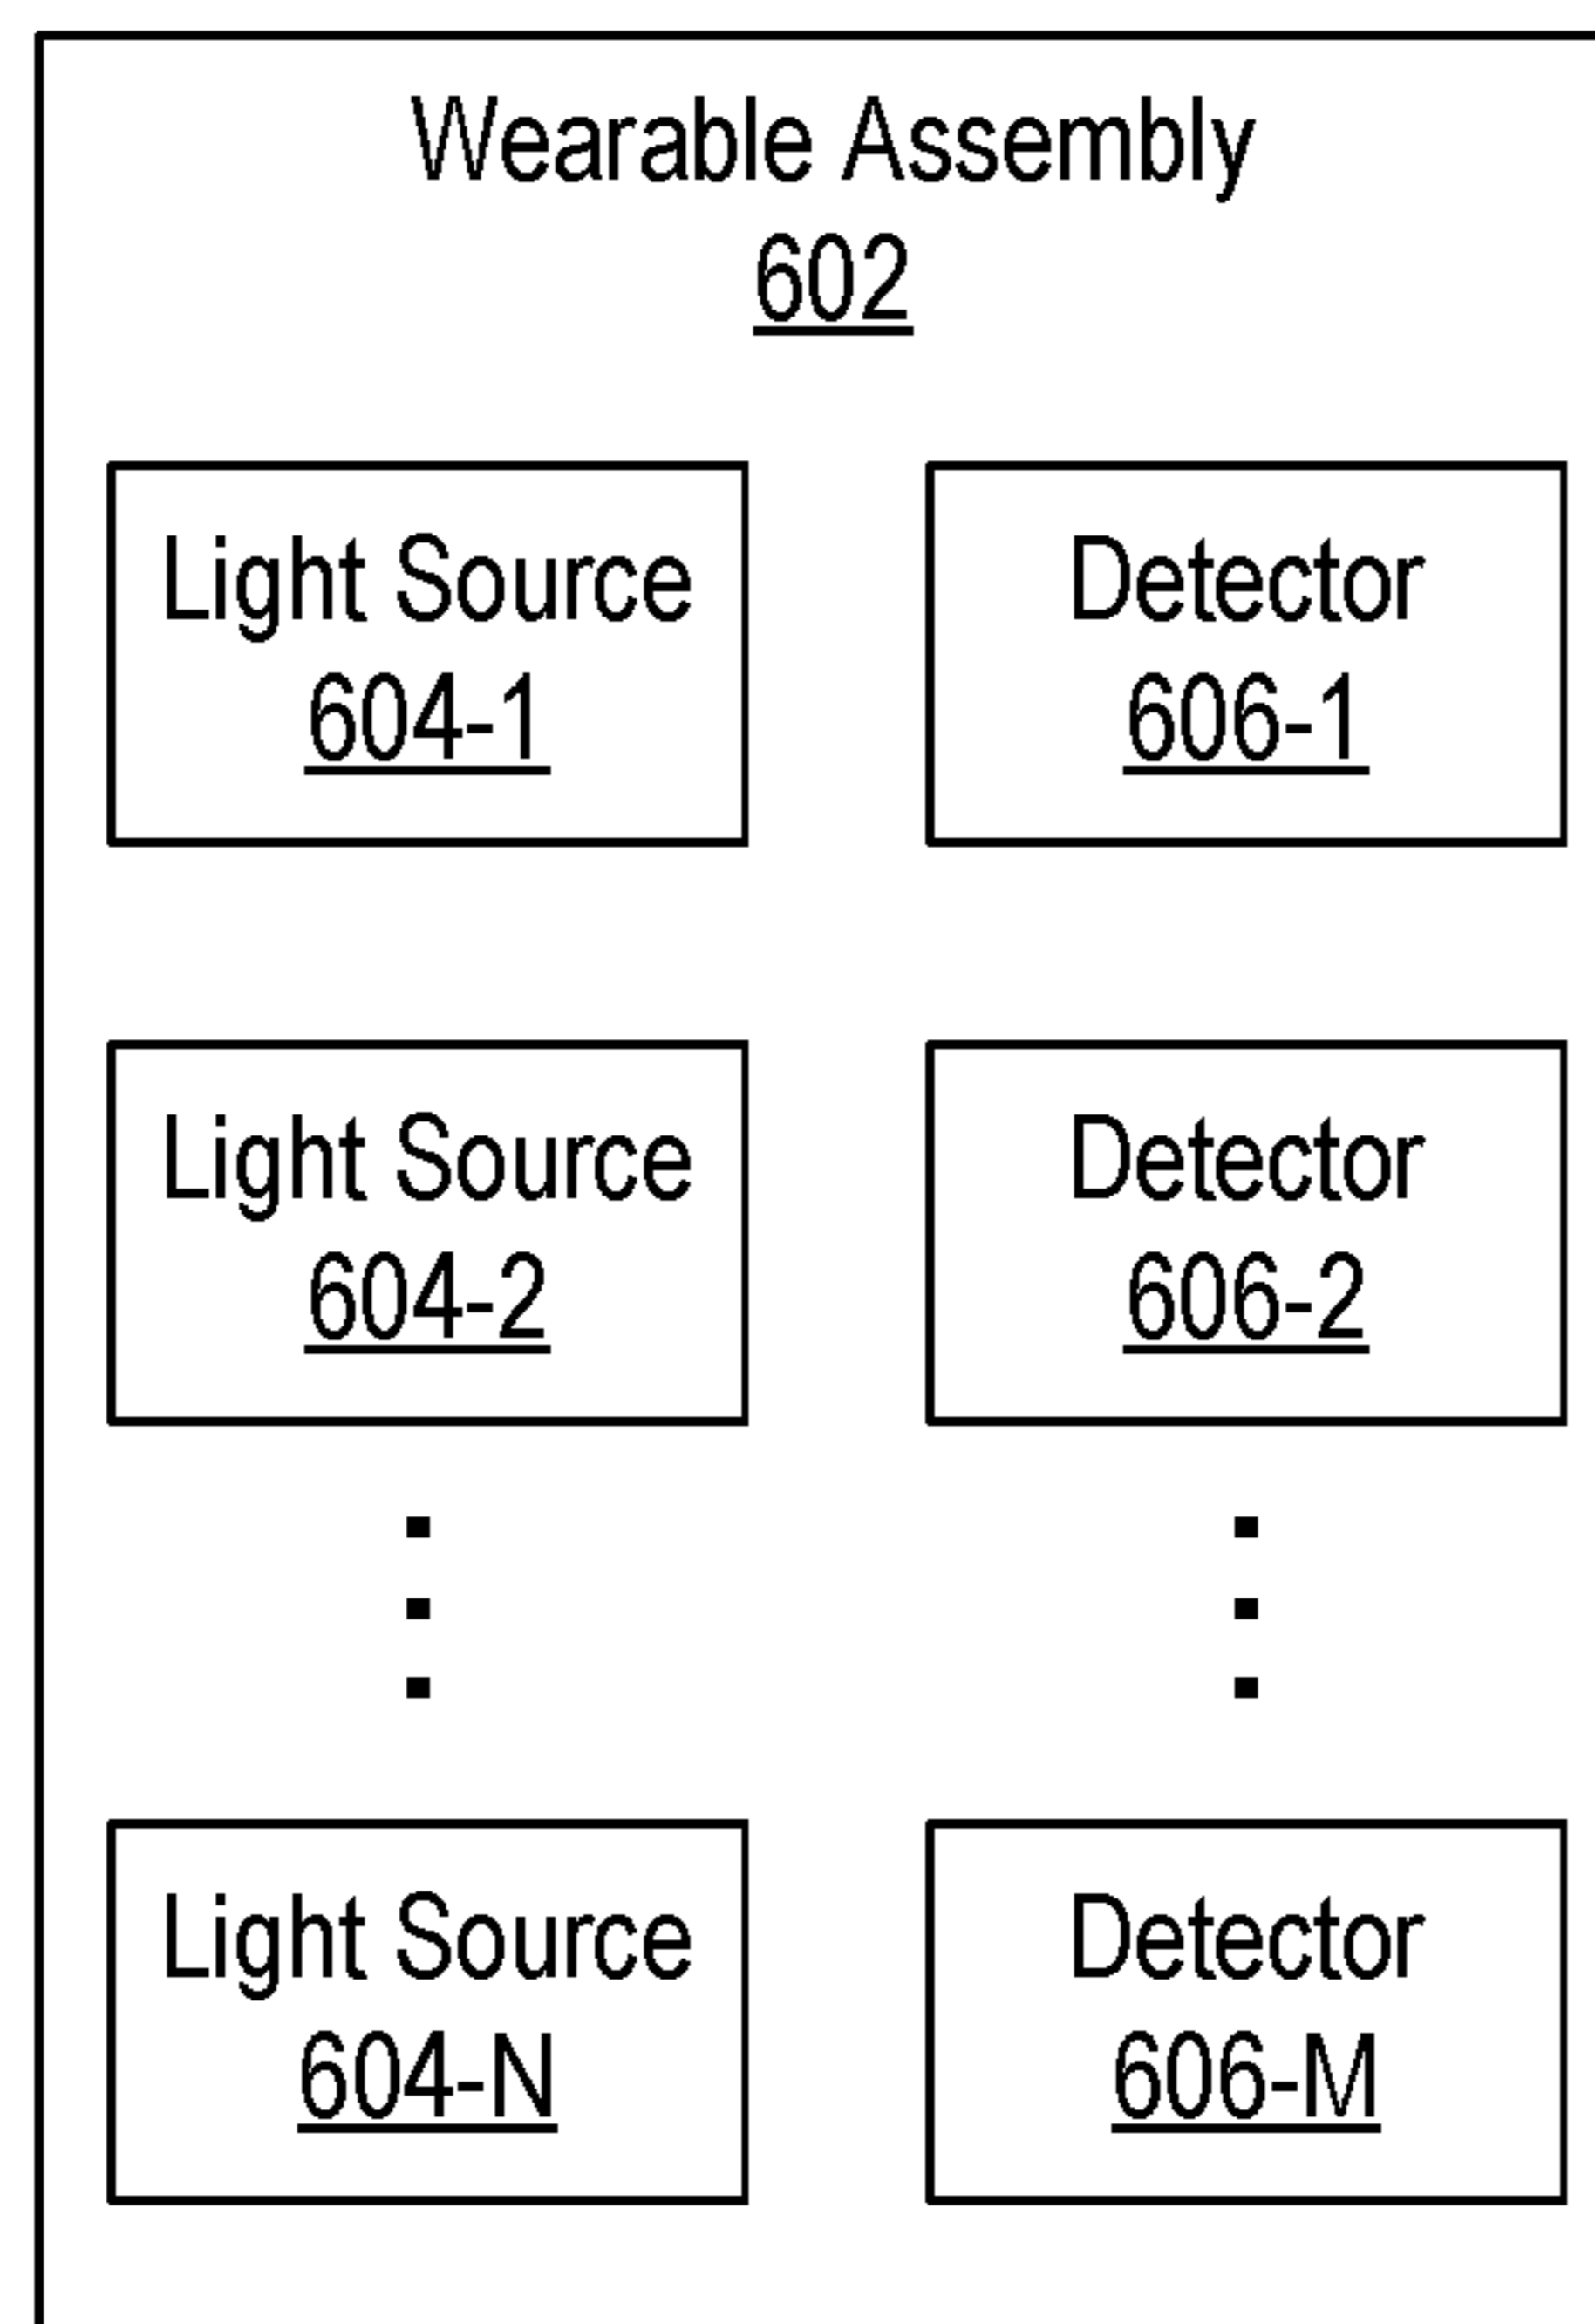 Wearable Assembly
602
Light Source
604-1
Detector
606-1
Light Source
604-2
Detector
606-2
Light Source
604-N
Detector
606-M